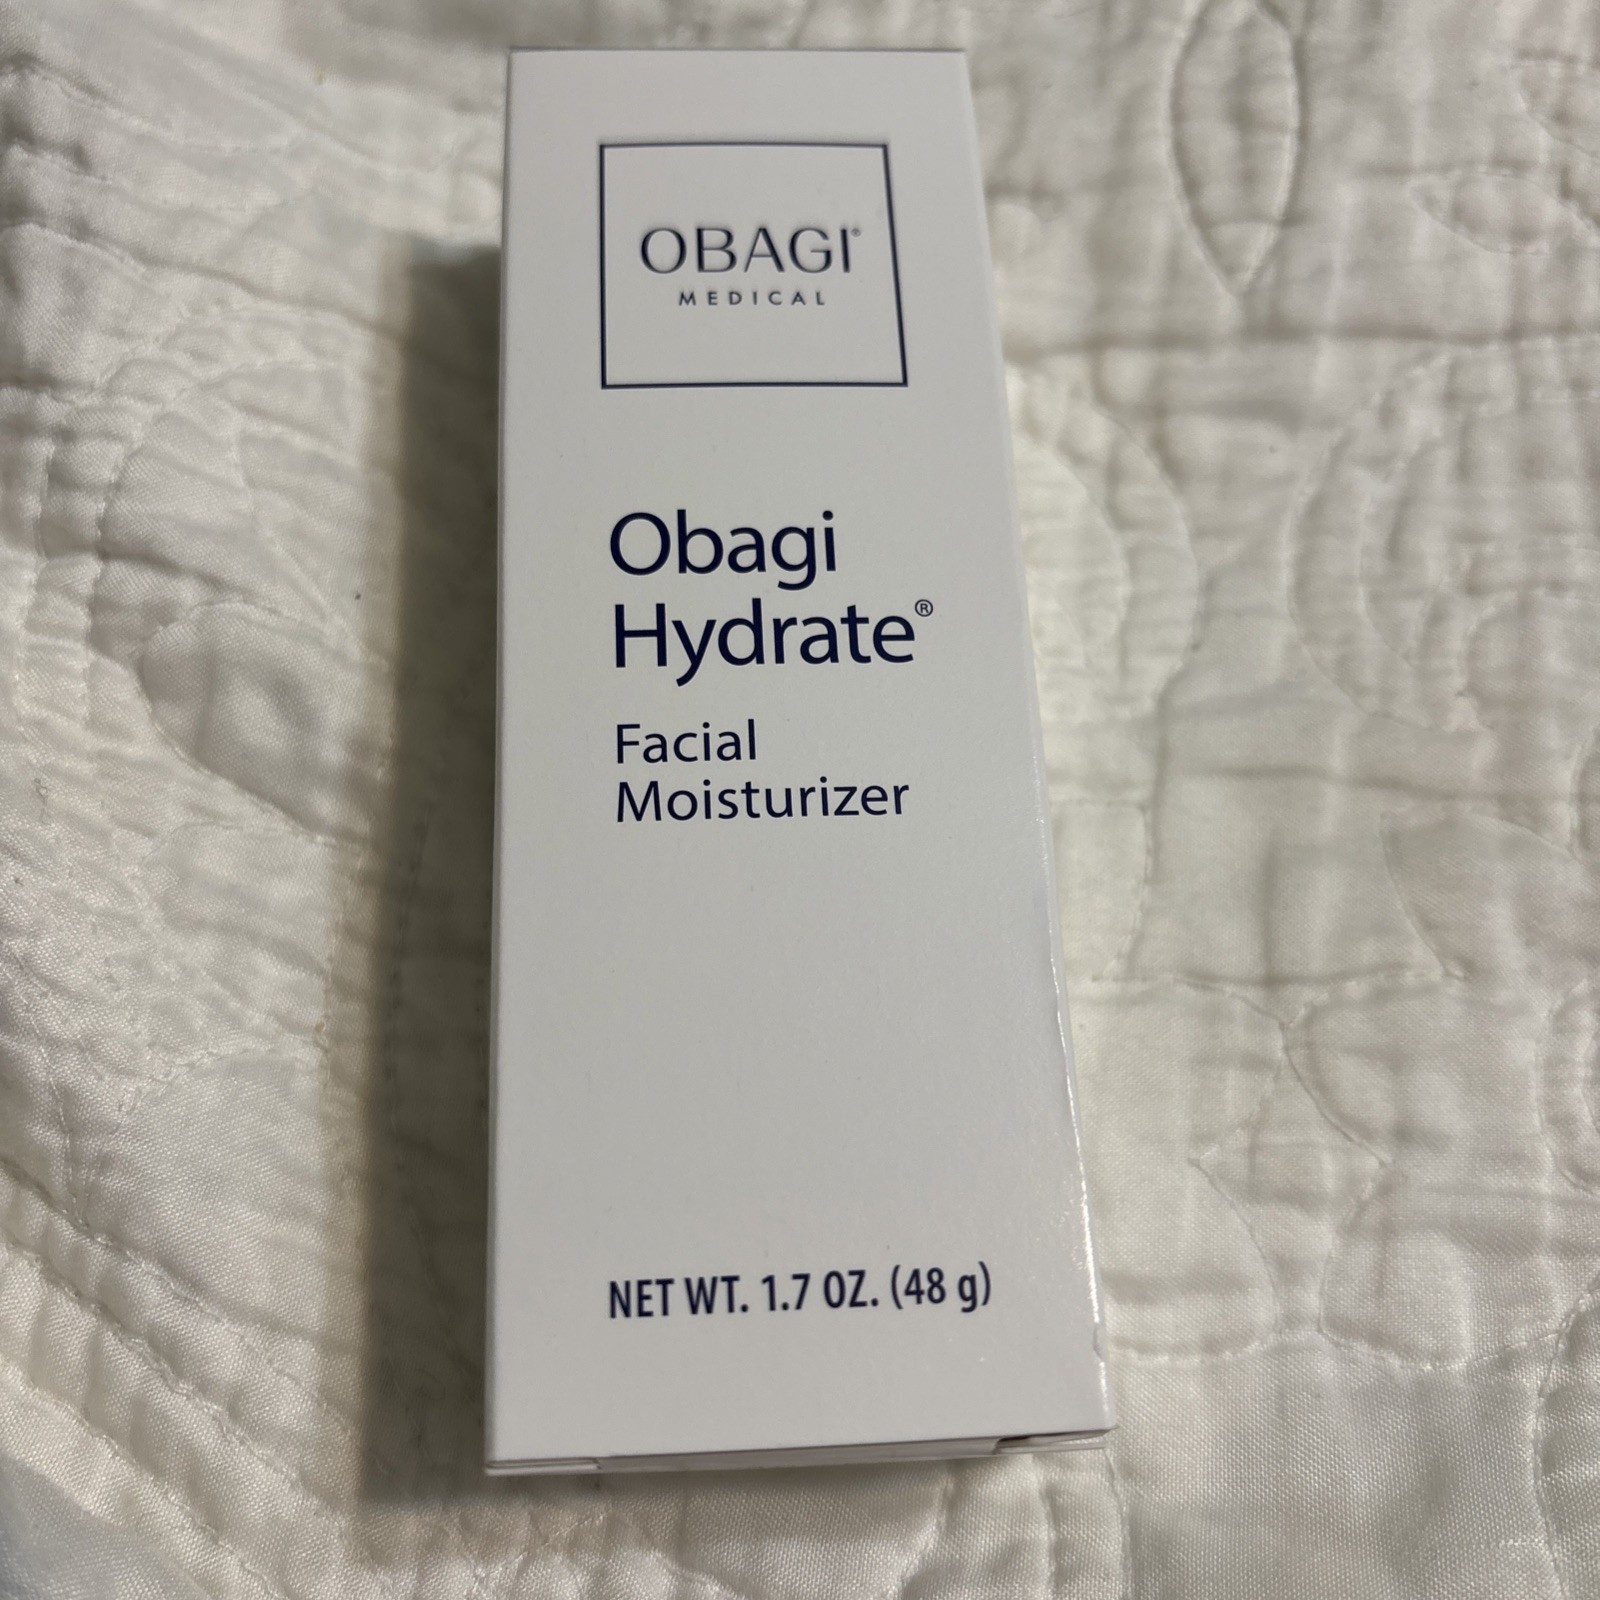 OBAGI®
MEDICAL
Obagi
Hydrate®
Facial
Moisturizer
NET WT. 1.7 OZ. (48 g)